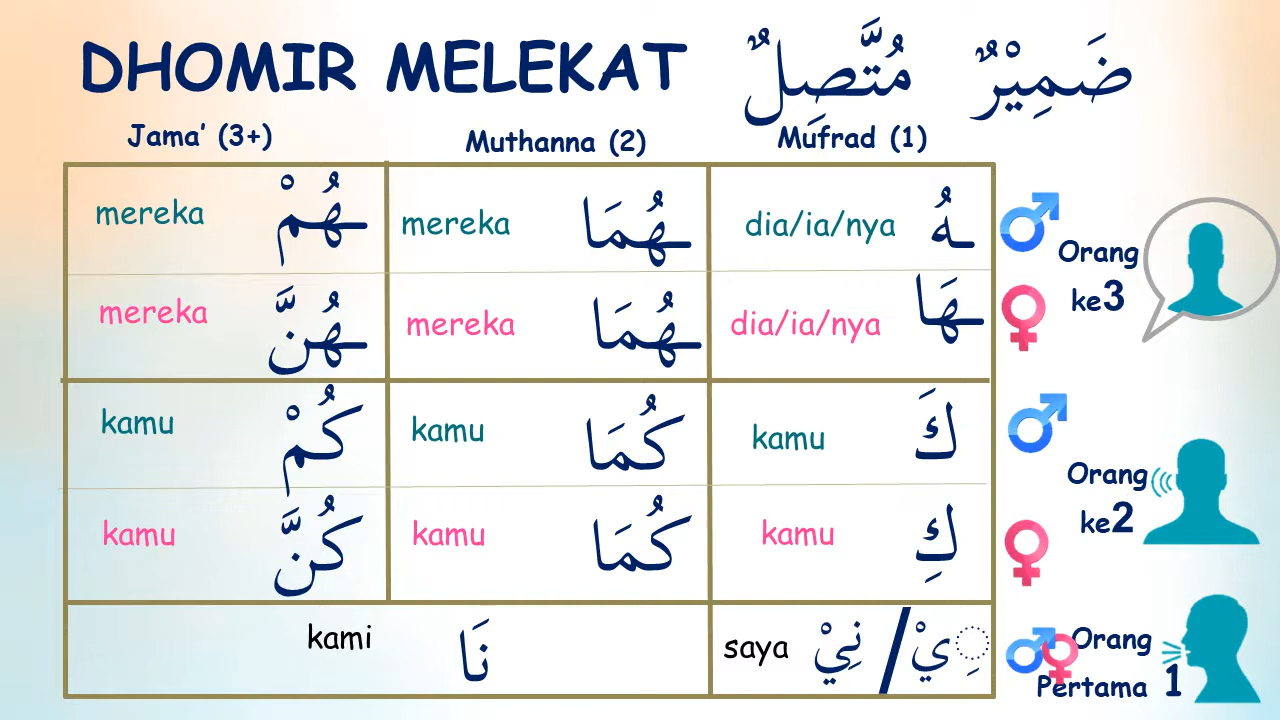 DHOMIR MELEKAT ضَمِيْرٌ مُتَّصِلٌ
Jama’ (3+) Muthanna (2) Mufrad (1)
mereka ـهُمْ mereka ـهُمَا dia/ia/nya ـهُ
mereka ـهُنَّ mereka ـهُمَا dia/ia/nya ـهَا
Orang
ke3
kamu كُمْ kamu كُمَا kamu كَ
kamu كُنَّ kamu كُمَا kamu كِ
Orang
ke2
kami نَا saya ◌ِيْ/نِيْ
Orang
Pertama 1